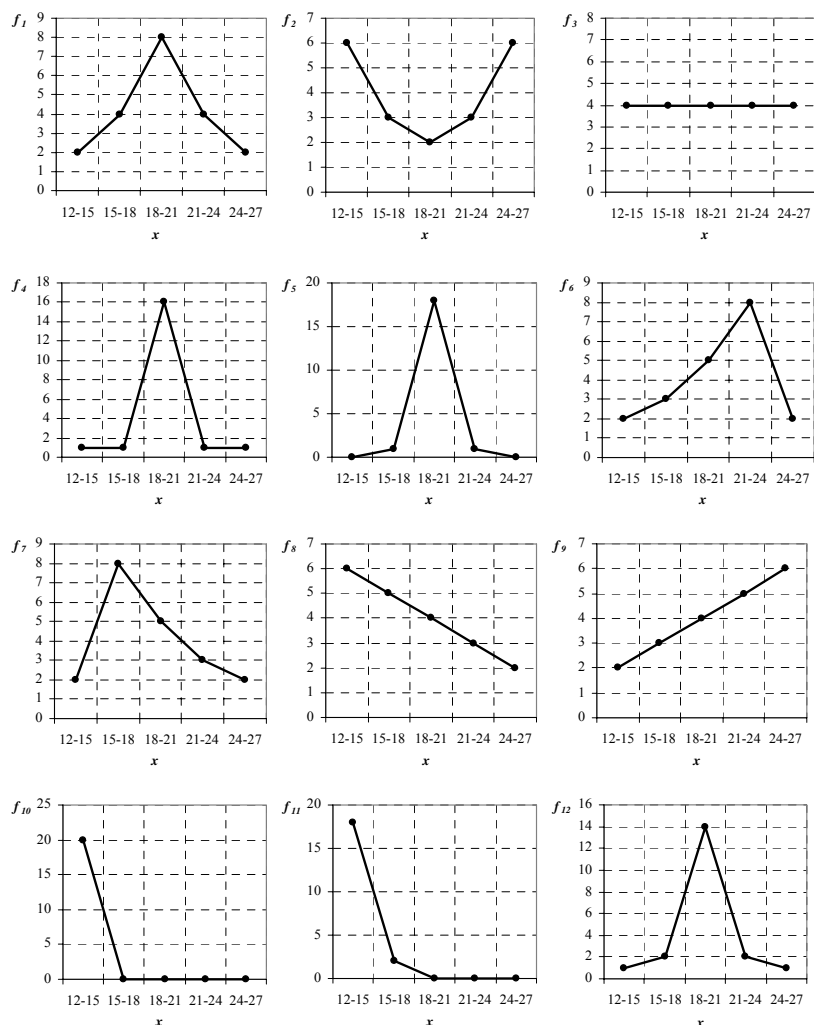 f1 9 8 7 6 5 4 3 2 1 0
12-15 15-18 18-21 21-24 24-27
x
f2 7 6 5 4 3 2 1 0
12-15 15-18 18-21 21-24 24-27
x
f3 8 7 6 5 4 3 2 1 0
12-15 15-18 18-21 21-24 24-27
x
f4 18 16 14 12 10 8 6 4 2 0
12-15 15-18 18-21 21-24 24-27
x
f5 20 15 10 5 0
12-15 15-18 18-21 21-24 24-27
x
f6 9 8 7 6 5 4 3 2 1 0
12-15 15-18 18-21 21-24 24-27
x
f7 9 8 7 6 5 4 3 2 1 0
12-15 15-18 18-21 21-24 24-27
x
f8 7 6 5 4 3 2 1 0
12-15 15-18 18-21 21-24 24-27
x
f9 7 6 5 4 3 2 1 0
12-15 15-18 18-21 21-24 24-27
x
f10 25 20 15 10 5 0
12-15 15-18 18-21 21-24 24-27
x
f11 20 15 10 5 0
12-15 15-18 18-21 21-24 24-27
x
f12 16 14 12 10 8 6 4 2 0
12-15 15-18 18-21 21-24 24-27
x